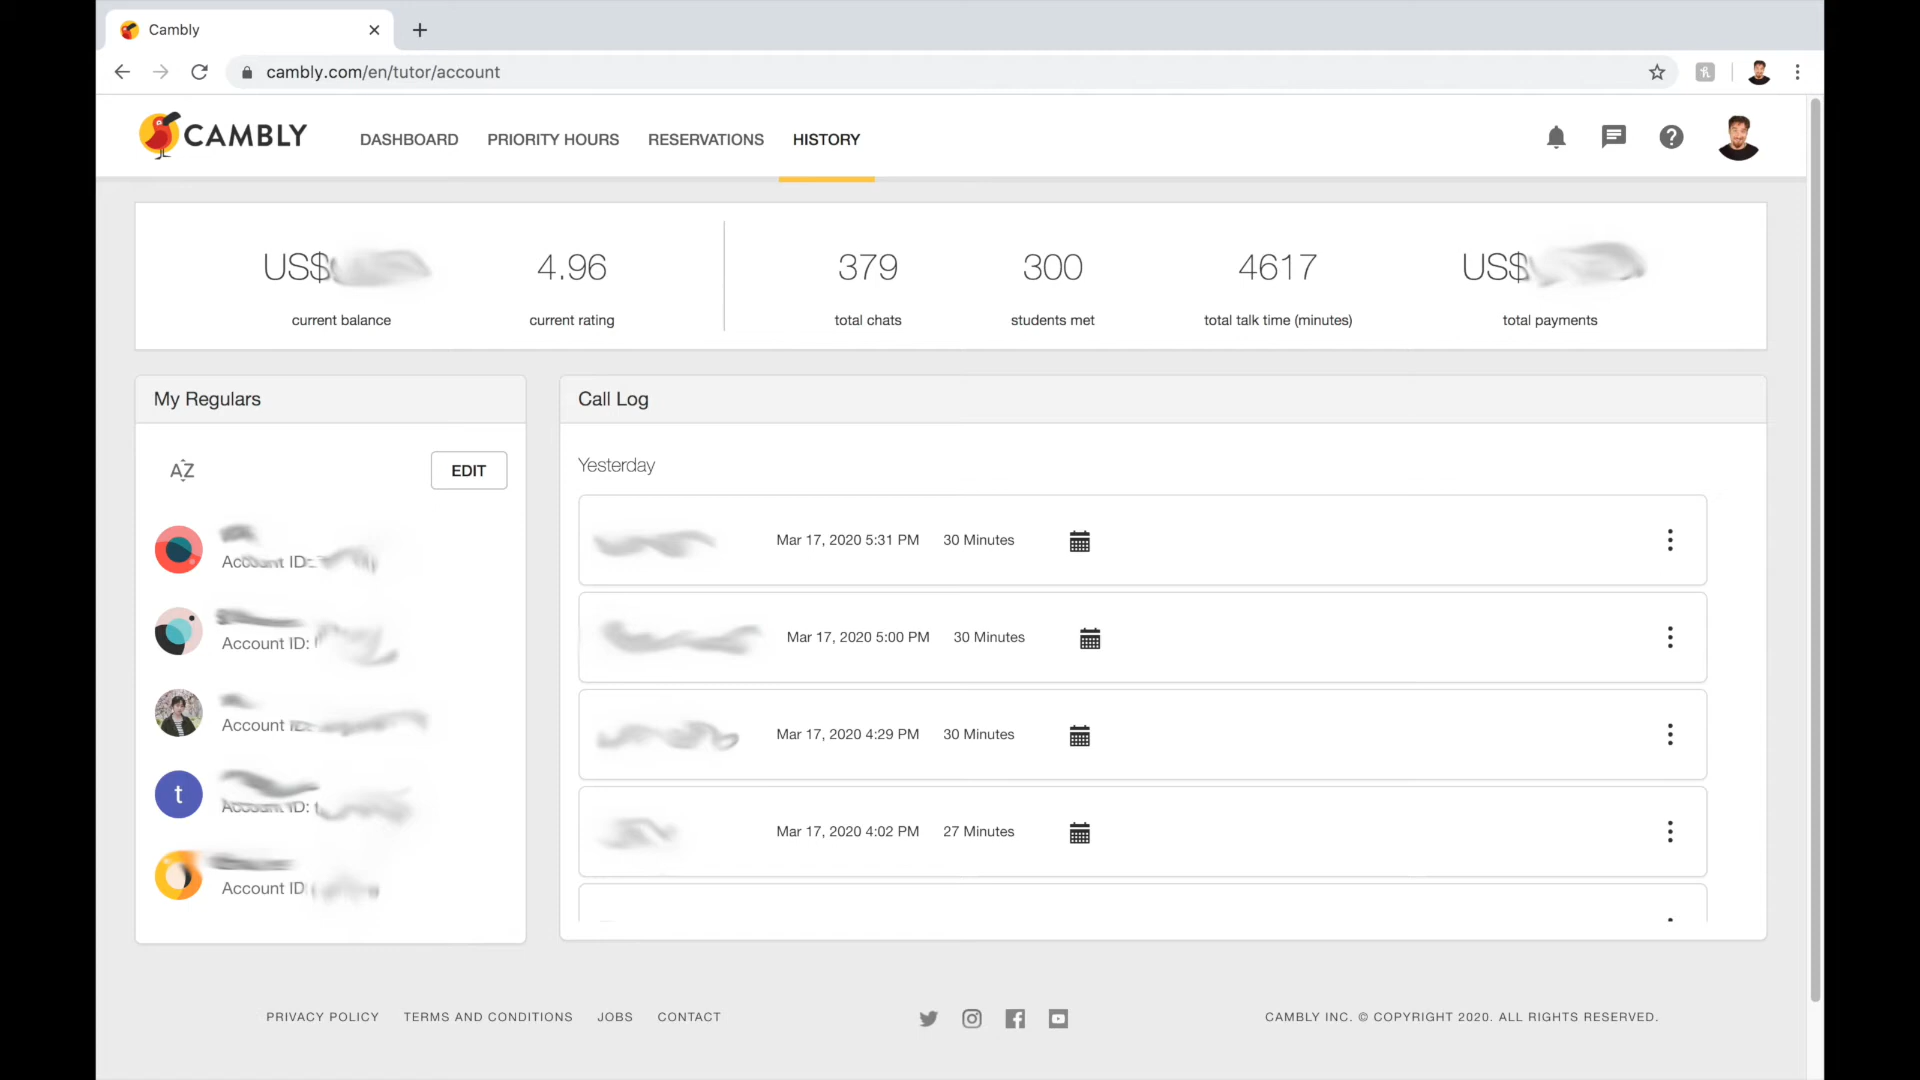 Cambly
cambly.com/en/tutor/account
CAMBLY
DASHBOARD PRIORITY HOURS RESERVATIONS HISTORY
US$ 4.96 379 300 4617 US$
current balance current rating total chats students met total talk time (minutes) total payments
My Regulars
AZ EDIT
Account ID:
Account ID:
Account
t
Account ID:
Account ID
Call Log
Yesterday
Mar 17, 2020 5:31 PM 30 Minutes
Mar 17, 2020 5:00 PM 30 Minutes
Mar 17, 2020 4:29 PM 30 Minutes
Mar 17, 2020 4:02 PM 27 Minutes
PRIVACY POLICY TERMS AND CONDITIONS JOBS CONTACT
CAMBLY INC. © COPYRIGHT 2020. ALL RIGHTS RESERVED.